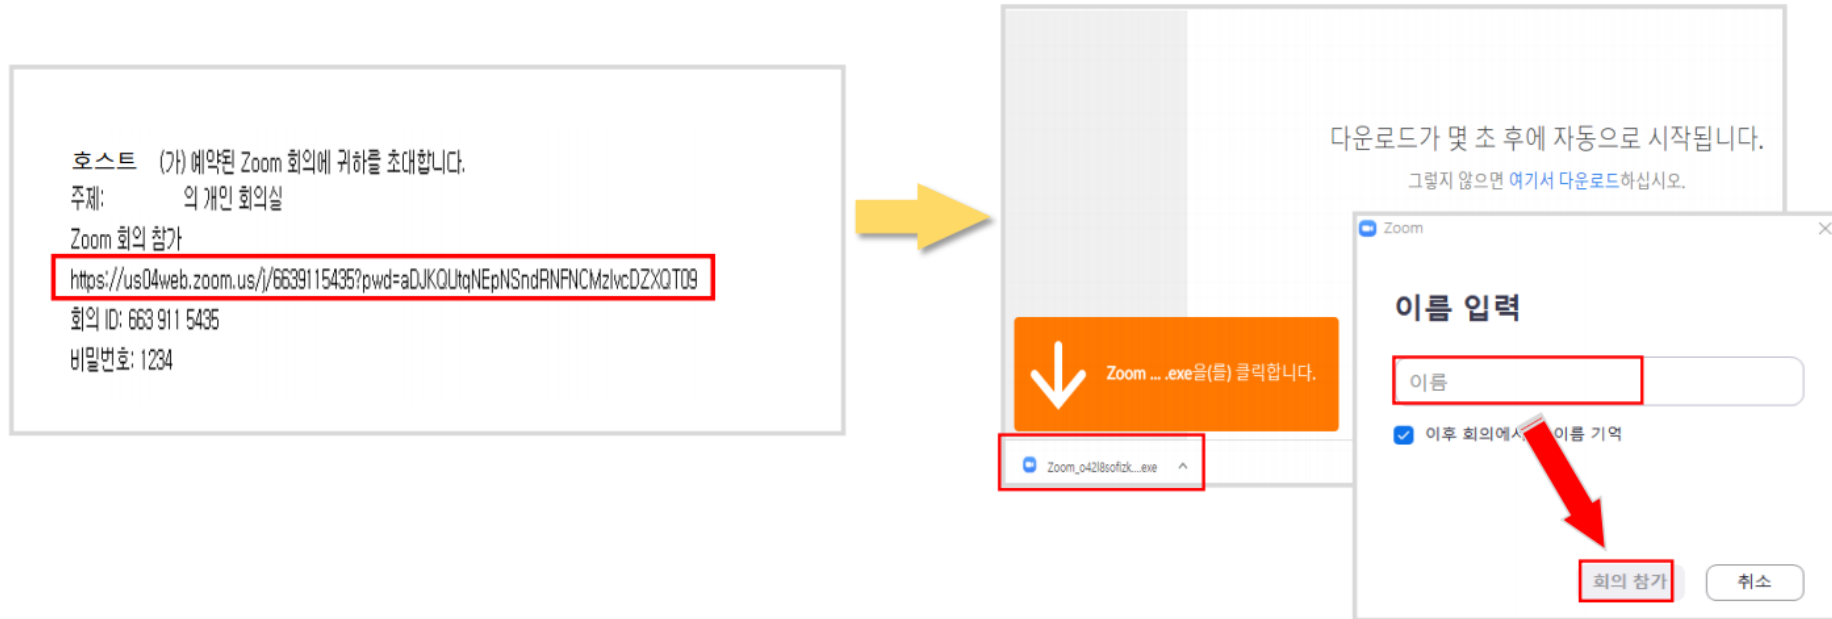 호스트 (가) 예약된 Zoom 회의에 귀하를 초대합니다.
주제: 의 개인 회의실
Zoom 회의 참가
https://us04web.zoom.us/j/6639115435?pwd=aDJKQUtqNEpNSndRNFNCMzlvcDZXQT09
회의 ID: 663 911 5435
비밀번호: 1234
다운로드가 몇 초 후에 자동으로 시작됩니다.
그렇지 않으면 여기서 다운로드하십시오.
Zoom ... .exe을(를) 클릭합니다.
Zoom_o42l8sofizk....exe
Zoom
이름 입력
이름
이후 회의에서 이름 기억
회의 참가
취소